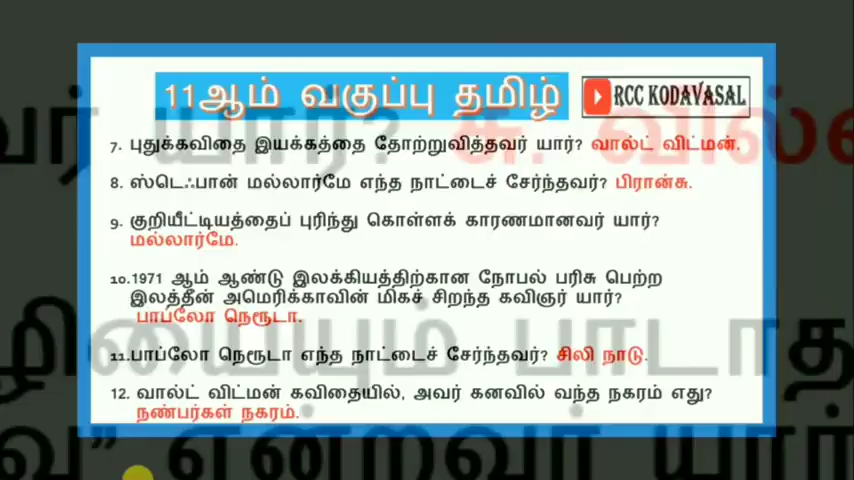 11ஆம் வகுப்பு தமிழ்
RCC KODAVASAL
7. புதுக்கவிதை இயக்கத்தை தோற்றுவித்தவர் யார்? வால்ட் விட்மன்.
8. ஸ்டெஃபான் மல்லார்மே எந்த நாட்டைச் சேர்ந்தவர்? பிரான்சு.
9. குறியீட்டியத்தைப் புரிந்து கொள்ளக் காரணமானவர் யார்?
மல்லார்மே.
10.1971 ஆம் ஆண்டு இலக்கியத்திற்கான நோபல் பரிசு பெற்ற
இலத்தீன் அமெரிக்காவின் மிகச் சிறந்த கவிஞர் யார்?
பாப்லோ நெரூடா.
11.பாப்லோ நெரூடா எந்த நாட்டைச் சேர்ந்தவர்? சிலி நாடு.
12. வால்ட் விட்மன் கவிதையில், அவர் கனவில் வந்த நகரம் எது?
நண்பர்கள் நகரம்.
என்றவர் யார்